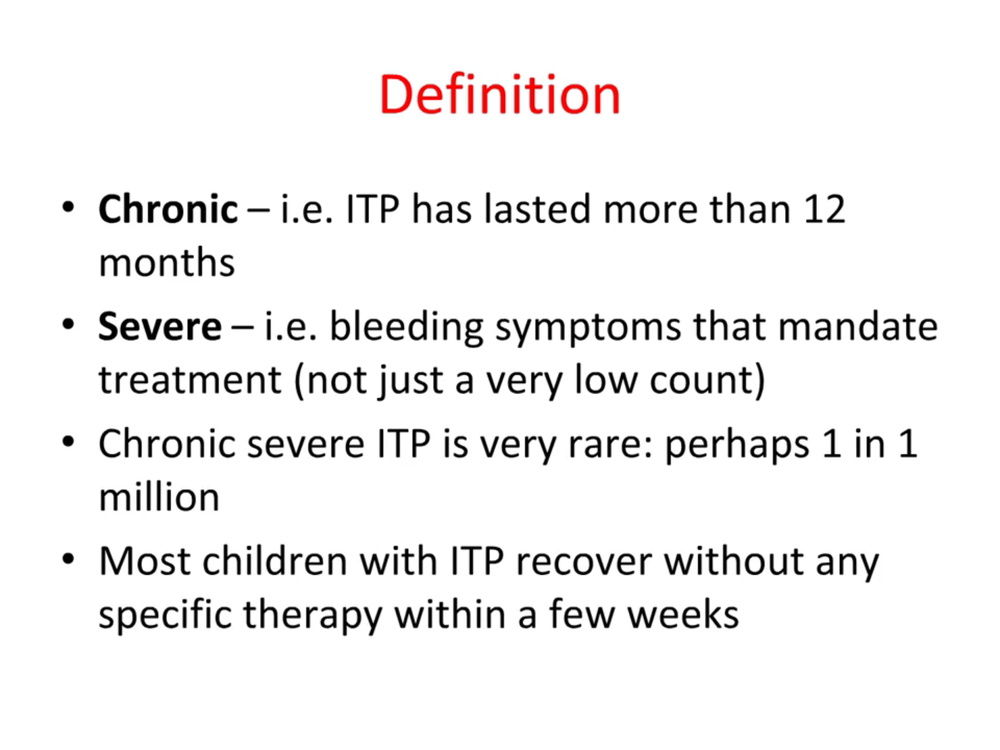 Definition
• Chronic – i.e. ITP has lasted more than 12
months
• Severe – i.e. bleeding symptoms that mandate
treatment (not just a very low count)
• Chronic severe ITP is very rare: perhaps 1 in 1
million
• Most children with ITP recover without any
specific therapy within a few weeks